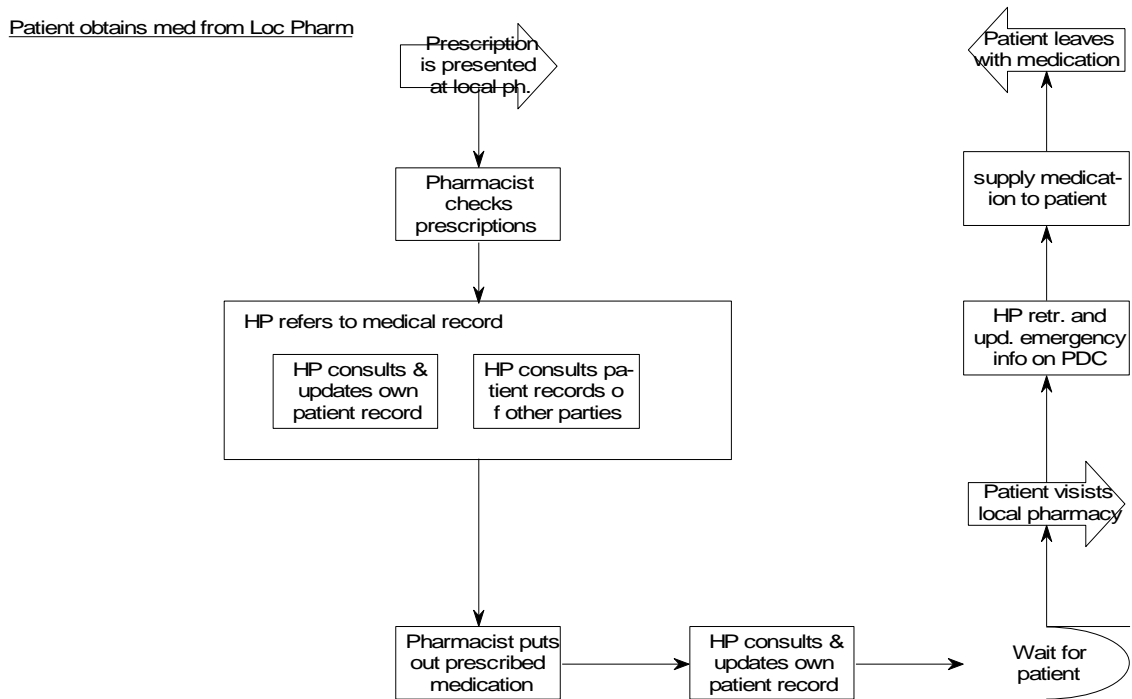 Patient obtains med from Loc Pharm
Prescription
is presented
at local ph.
Pharmacist
checks
prescriptions
HP refers to medical record
HP consults &
updates own
patient record
HP consults pa-
tient records o
f other parties
Pharmacist puts
out prescribed
medication
HP consults &
updates own
patient record
Wait for
patient
Patient visists
local pharmacy
HP retr. and
upd. emergency
info on PDC
supply medicat-
ion to patient
Patient leaves
with medication